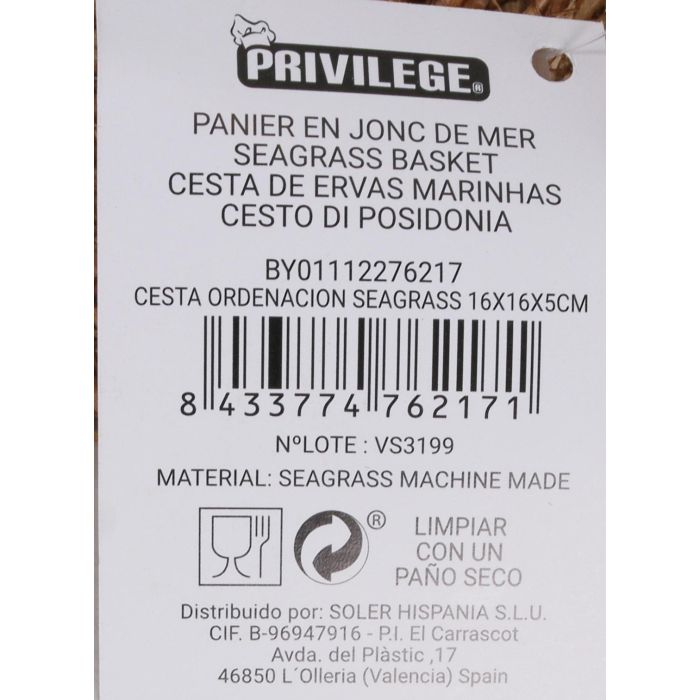 PRIVILEGE®
PANIER EN JONC DE MER
SEAGRASS BASKET
CESTA DE ERVAS MARINHAS
CESTO DI POSIDONIA
BY01112276217
CESTA ORDENACION SEAGRASS 16X16X5CM
8 433774 762171
NºLOTE : VS3199
MATERIAL: SEAGRASS MACHINE MADE
®
LIMPIAR
CON UN
PAÑO SECO
Distribuido por: SOLER HISPANIA S.L.U.
CIF. B-96947916 - P.I. El Carrascot
Avda. del Plàstic ,17
46850 L´Olleria (Valencia) Spain